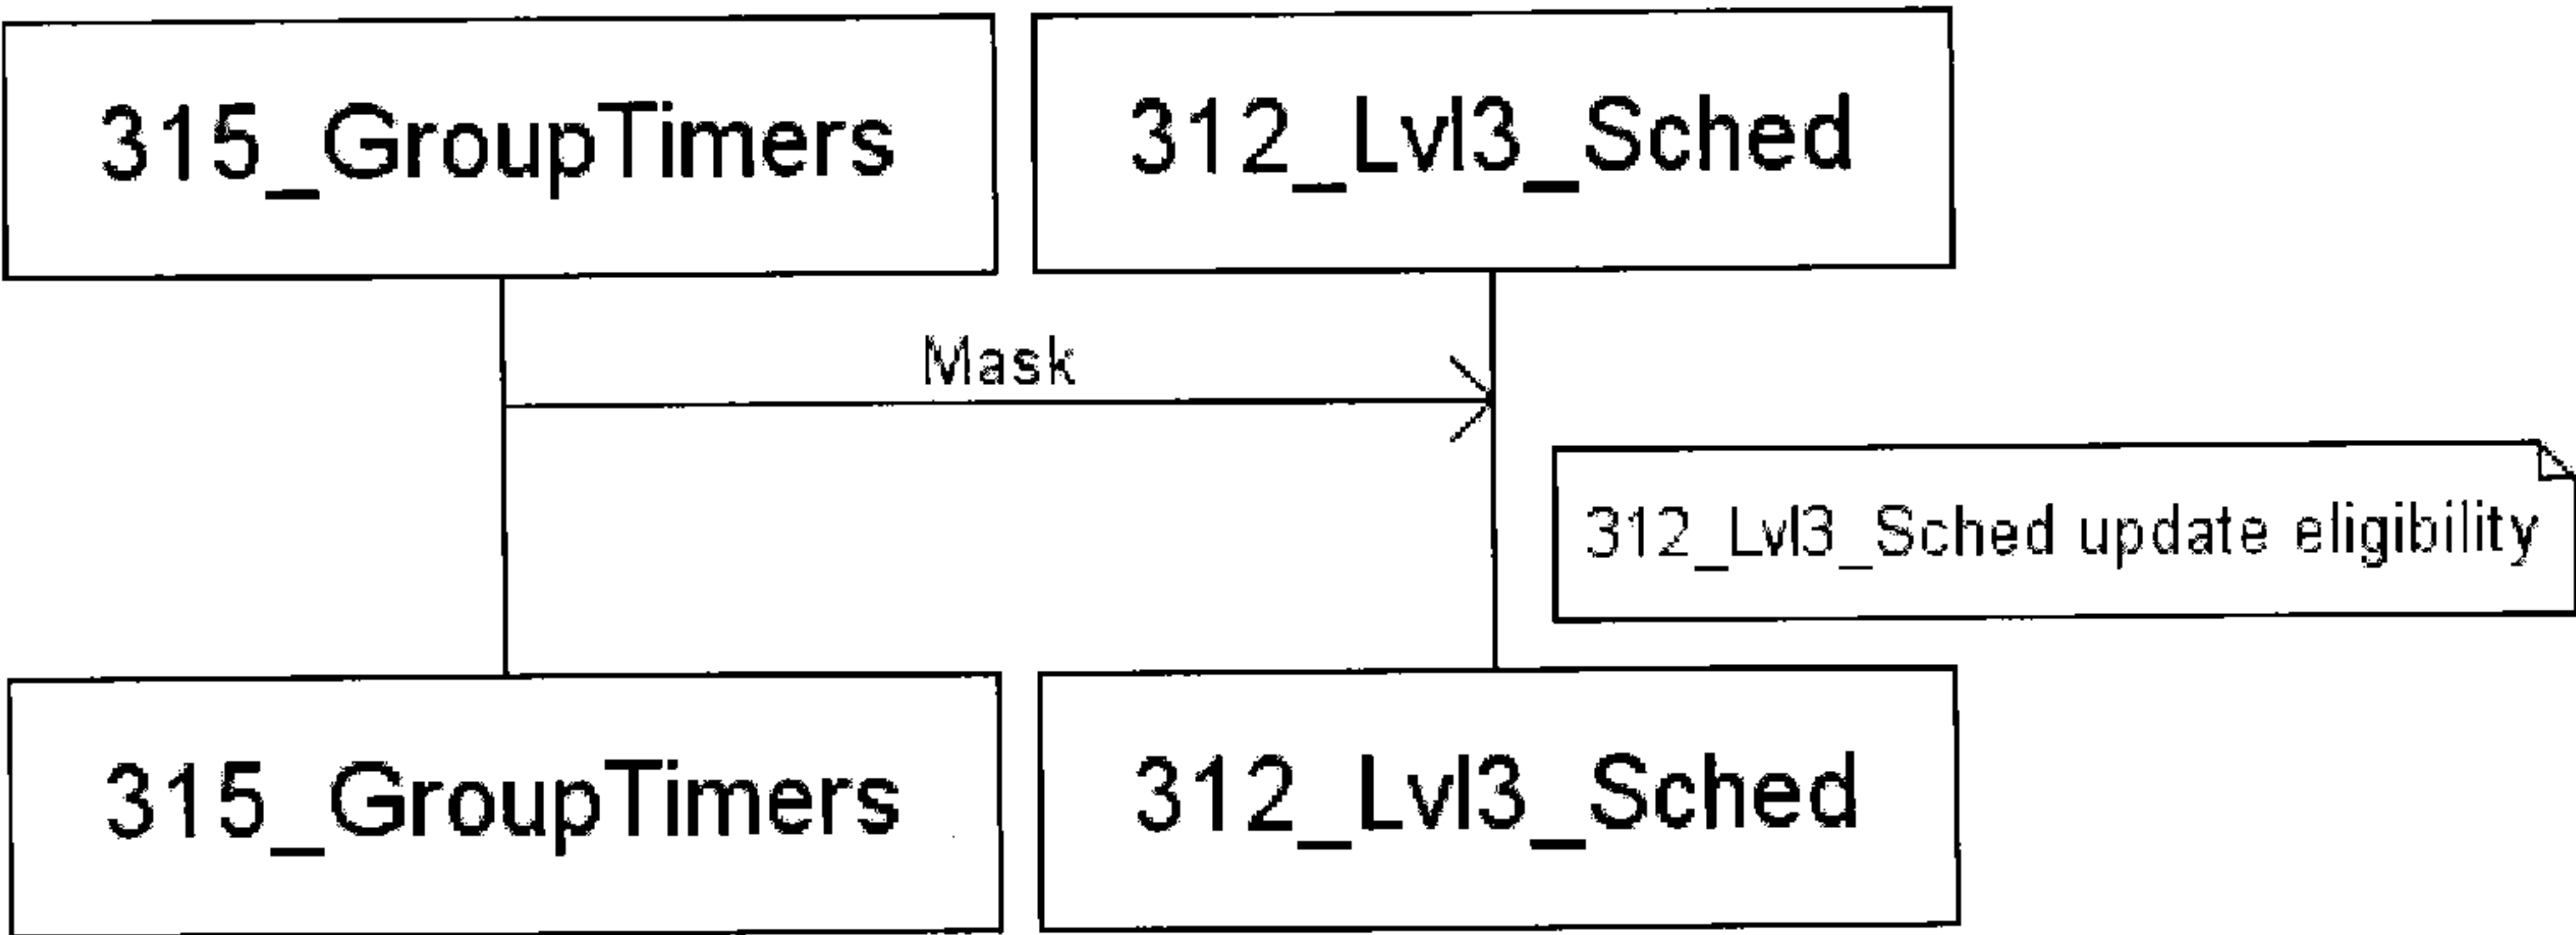 315_GroupTimers
312_Lvl3_Sched
Mask
312_Lvl3_Sched update eligibility
315_GroupTimers
312_Lvl3_Sched